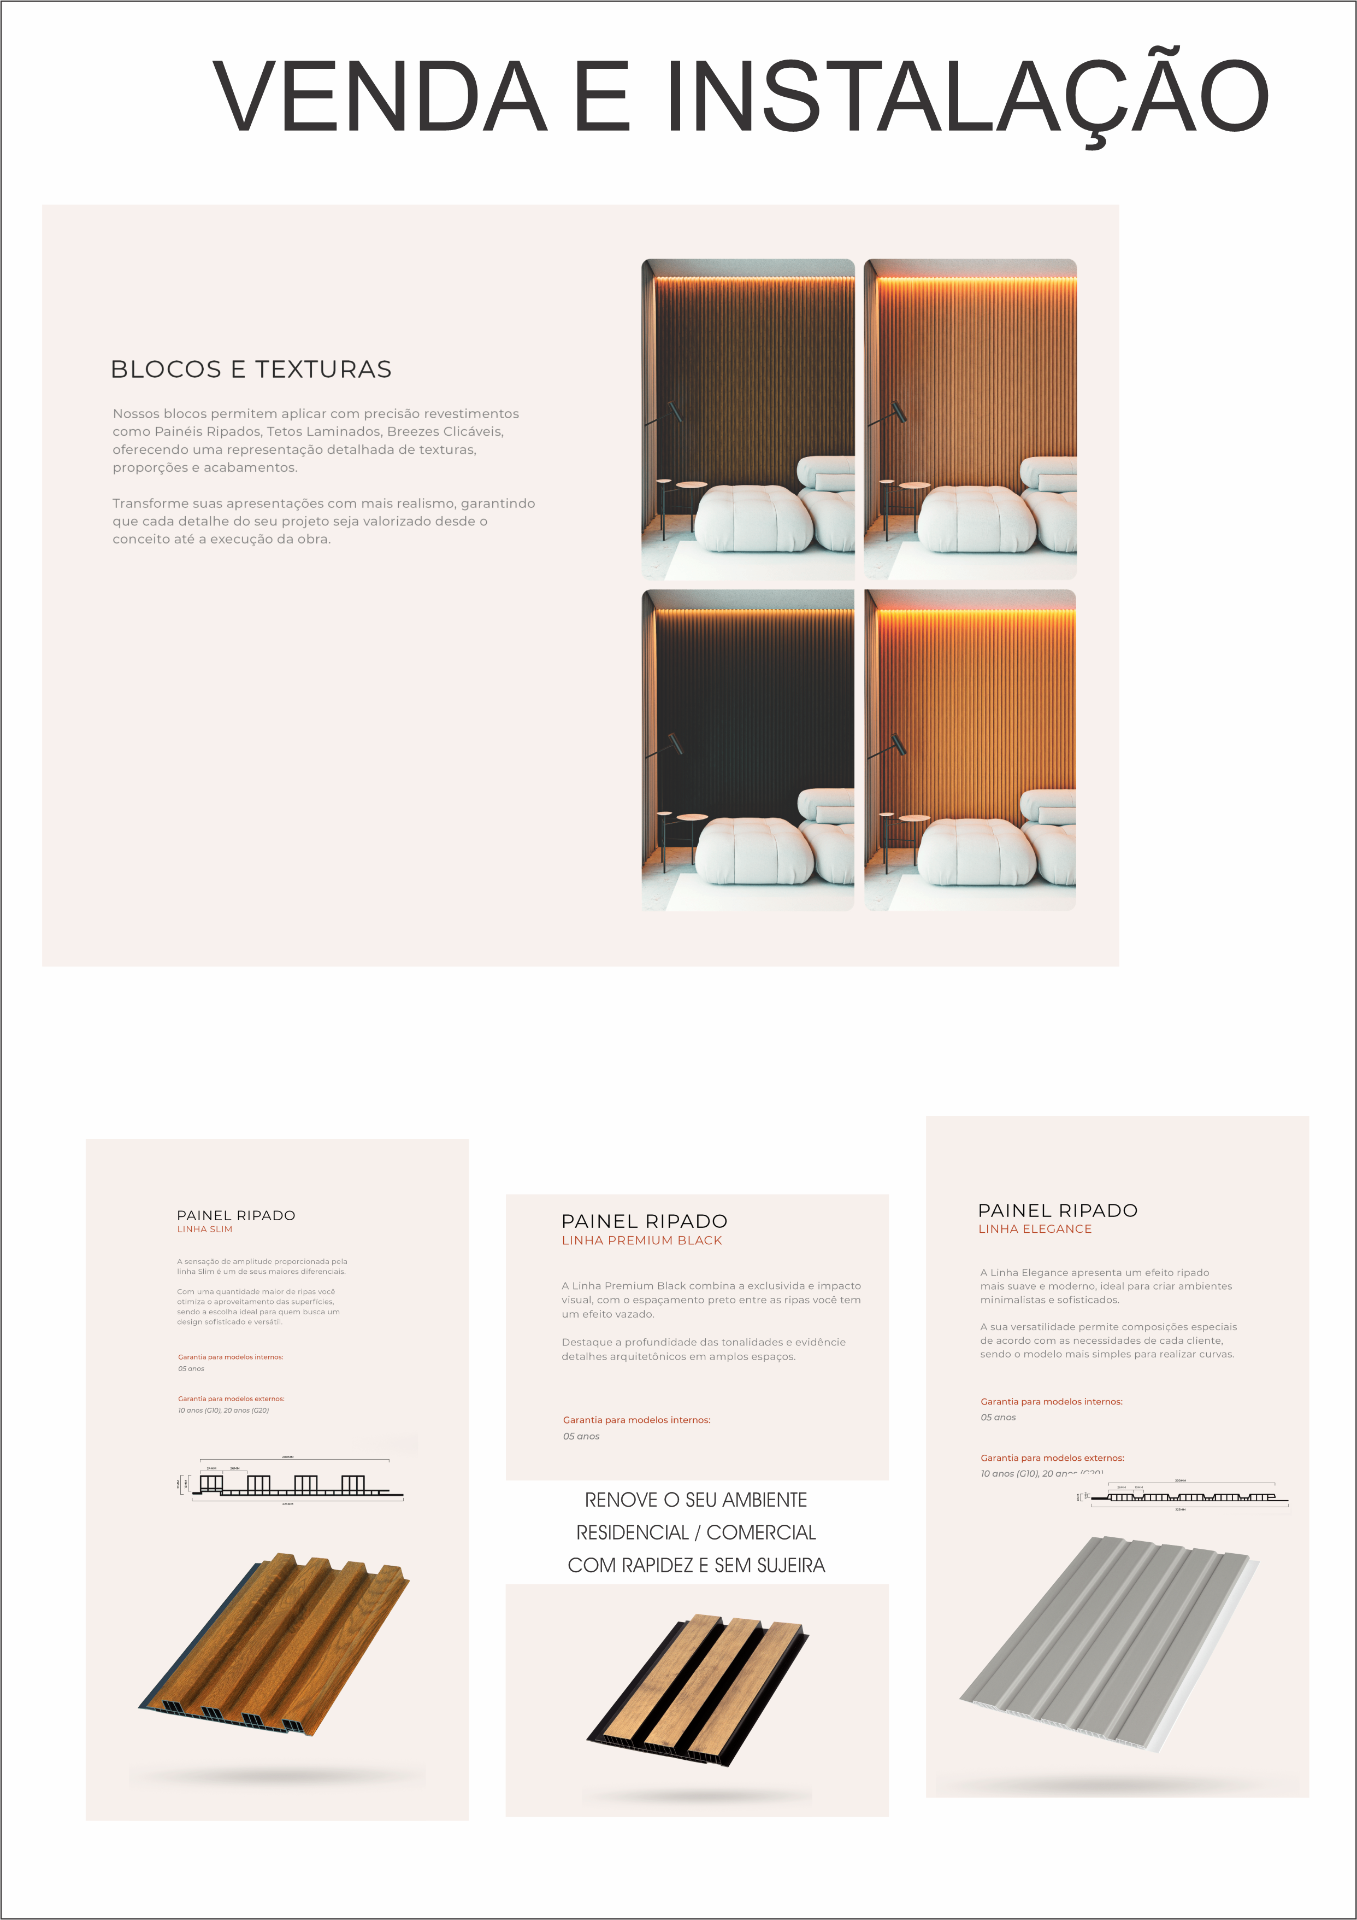 VENDA E INSTALAÇÃO
BLOCOS E TEXTURAS
Nossos blocos permitem aplicar com precisão revestimentos
como Painéis Ripados, Tetos Laminados, Breezes Clicáveis,
oferecendo uma representação detalhada de texturas,
proporções e acabamentos.
Transforme suas apresentações com mais realismo, garantindo
que cada detalhe do seu projeto seja valorizado desde o
conceito até a execução da obra.
PAINEL RIPADO
LINHA SLIM
A sensação de amplitude proporcionada pela
linha Slim é um de seus maiores diferenciais.
Com uma quantidade maior de ripas você
otimiza o aproveitamento das superfícies,
sendo a escolha ideal para quem busca um
design sofisticado e versátil.
Garantia para modelos internos:
05 anos
Garantia para modelos externos:
10 anos (G10), 20 anos (G20)
PAINEL RIPADO
LINHA PREMIUM BLACK
A Linha Premium Black combina a exclusivida e impacto
visual, com o espaçamento preto entre as ripas você tem
um efeito vazado.
Destaque a profundidade das tonalidades e evidêncie
detalhes arquitetônicos em amplos espaços.
Garantia para modelos internos:
05 anos
RENOVE O SEU AMBIENTE
RESIDENCIAL / COMERCIAL
COM RAPIDEZ E SEM SUJEIRA
PAINEL RIPADO
LINHA ELEGANCE
A Linha Elegance apresenta um efeito ripado
mais suave e moderno, ideal para criar ambientes
minimalistas e sofisticados.
A sua versatilidade permite composições especiais
de acordo com as necessidades de cada cliente,
sendo o modelo mais simples para realizar curvas.
Garantia para modelos internos:
05 anos
Garantia para modelos externos:
10 anos (G10), 20 anos (G20)